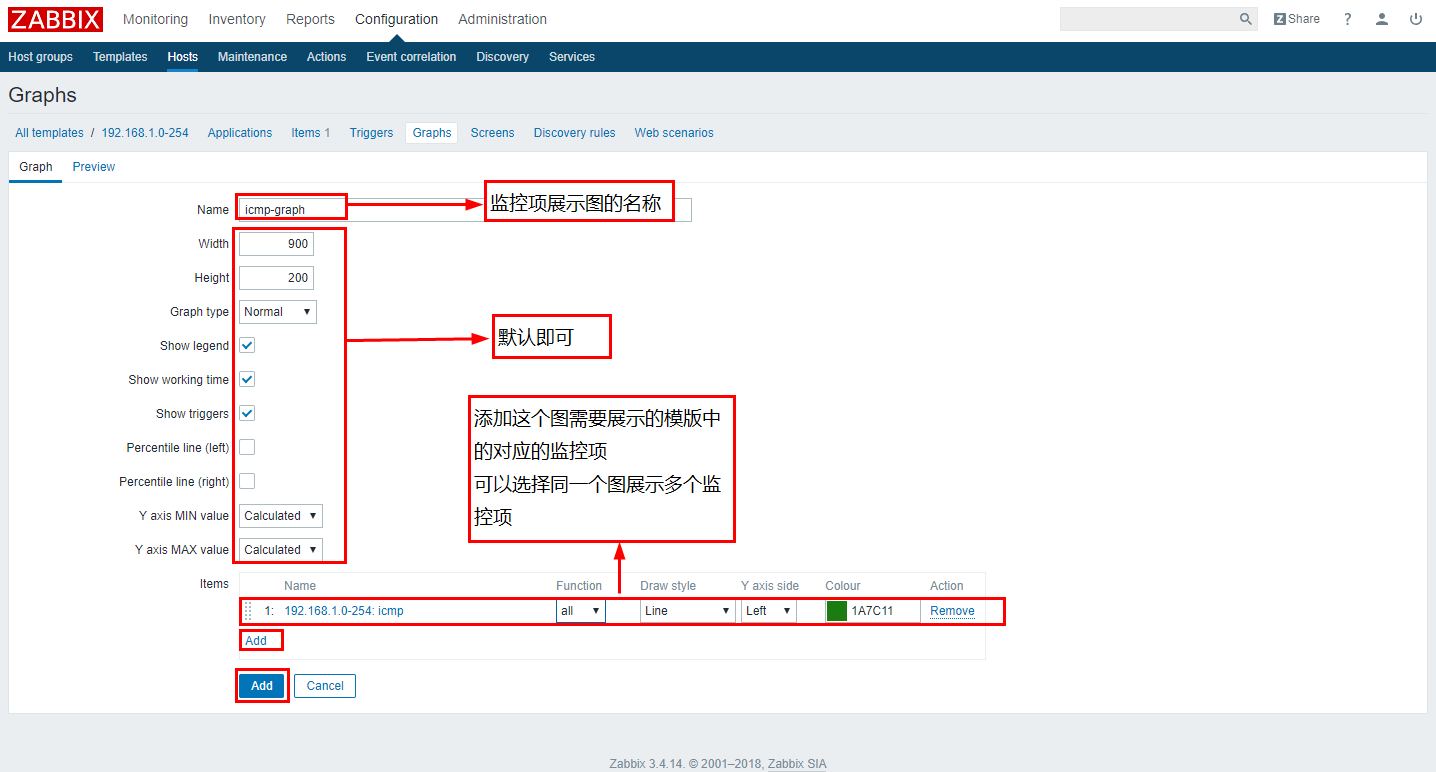 ZABBIX Monitoring Inventory Reports Configuration Administration Z Share ?
Host groups Templates Hosts Maintenance Actions Event correlation Discovery Services
Graphs
All templates / 192.168.1.0-254 Applications Items 1 Triggers Graphs Screens Discovery rules Web scenarios
Graph Preview
Name icmp-graph 监控项展示图的名称
Width 900
Height 200
Graph type Normal
默认即可
Show legend
Show working time
Show triggers
Percentile line (left)
Percentile line (right)
Y axis MIN value Calculated
Y axis MAX value Calculated
添加这个图需要展示的模版中
的对应的监控项
可以选择同一个图展示多个监
控项
Items Name Function Draw style Y axis side Colour Action
1: 192.168.1.0-254: icmp all Line Left 1A7C11 Remove
Add
Add Cancel
Zabbix 3.4.14. © 2001–2018, Zabbix SIA